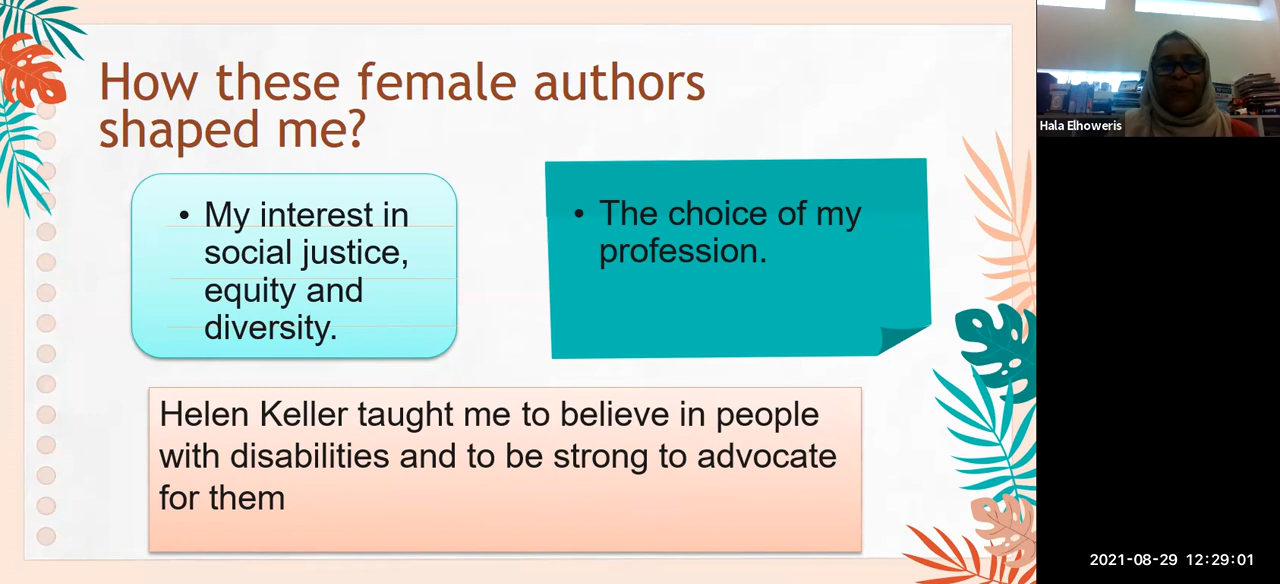 How these female authors
shaped me?
• My interest in
social justice,
equity and
diversity.
• The choice of my
profession.
Helen Keller taught me to believe in people
with disabilities and to be strong to advocate
for them
Hala Elhoweris
2021-08-29 12:29:01